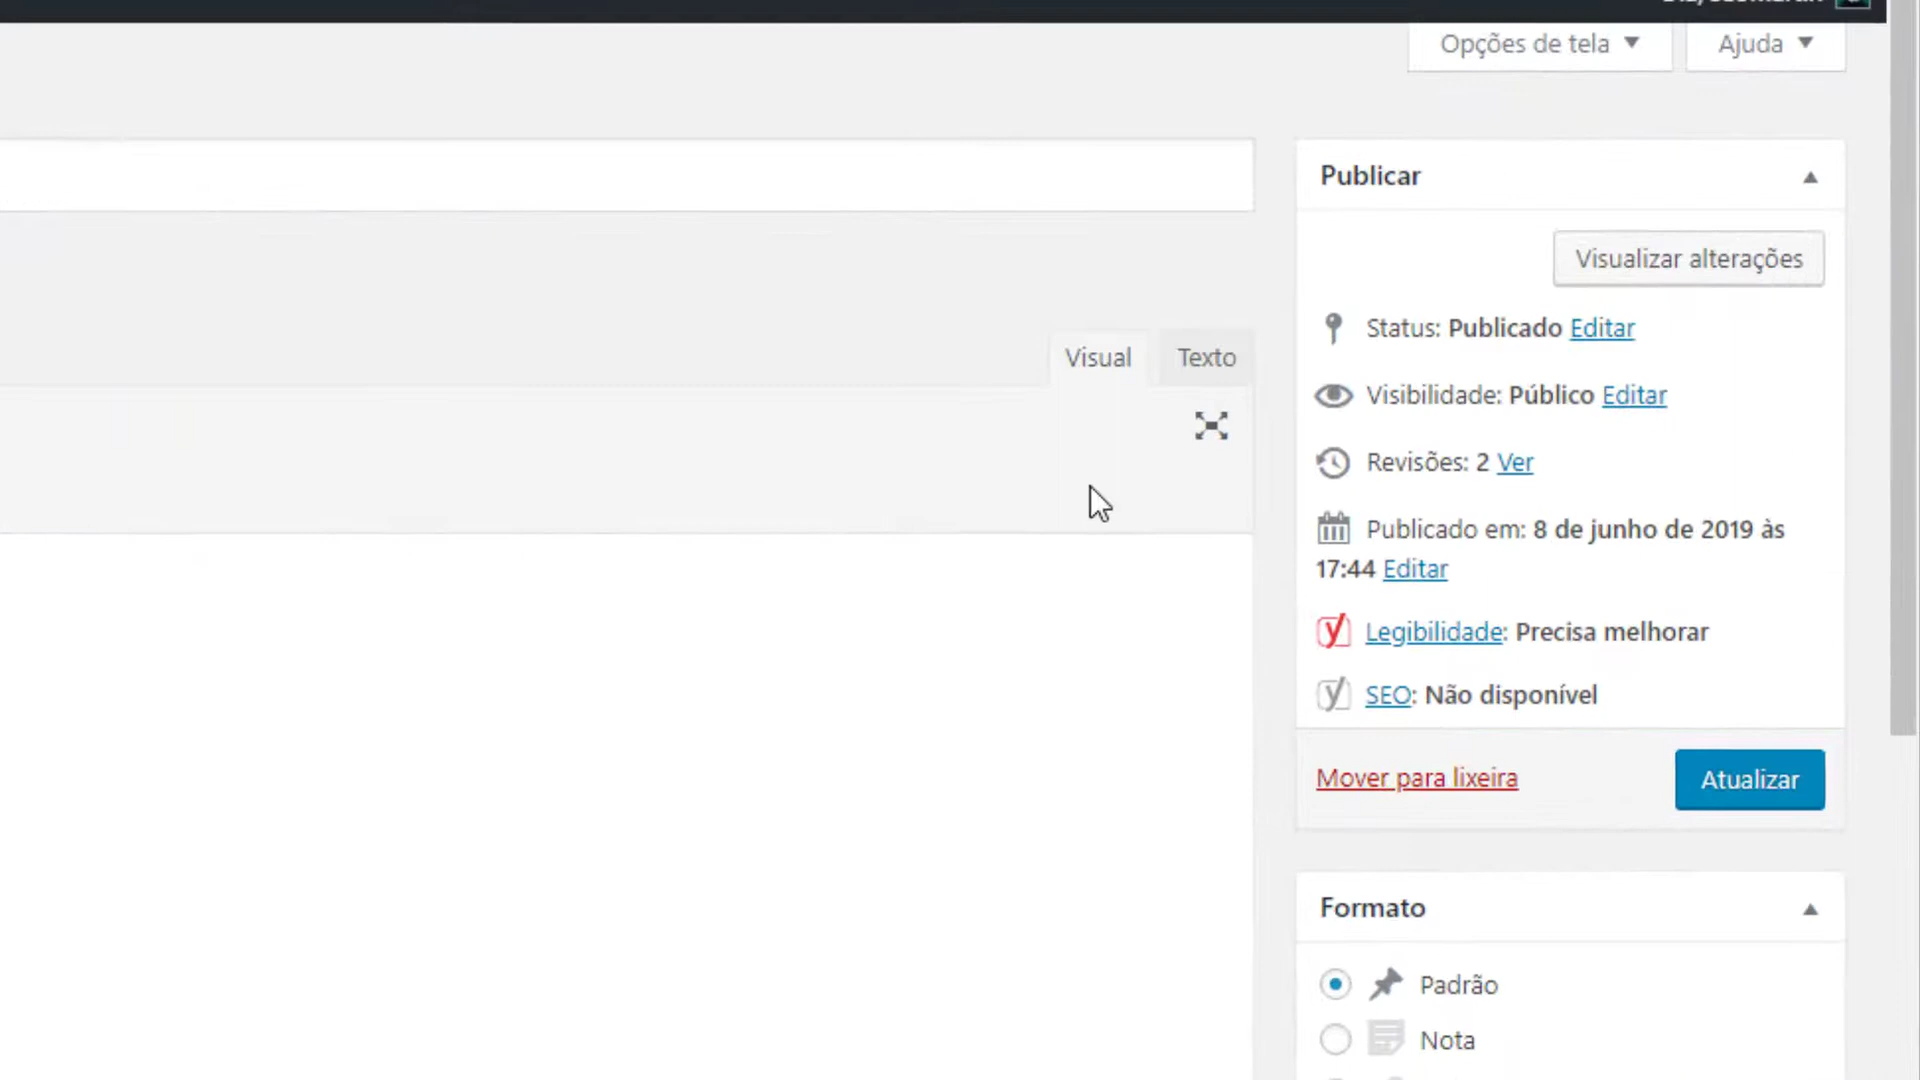 Opções de tela
Ajuda
Publicar
Visualizar alterações
Status: Publicado Editar
Visual
Texto
Visibilidade: Público Editar
Revisões: 2 Ver
Publicado em: 8 de junho de 2019 às
17:44 Editar
Legibilidade: Precisa melhorar
SEO: Não disponível
Mover para lixeira
Atualizar
Formato
Padrão
Nota